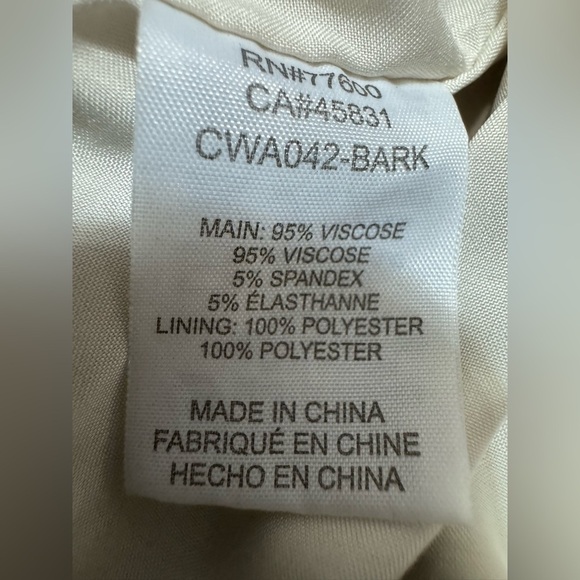 RN#77600
CA#45831
CWA042-BARK
MAIN: 95% VISCOSE
95% VISCOSE
5% SPANDEX
5% ÉLASTHANNE
LINING: 100% POLYESTER
100% POLYESTER
MADE IN CHINA
FABRIQUÉ EN CHINE
HECHO EN CHINA